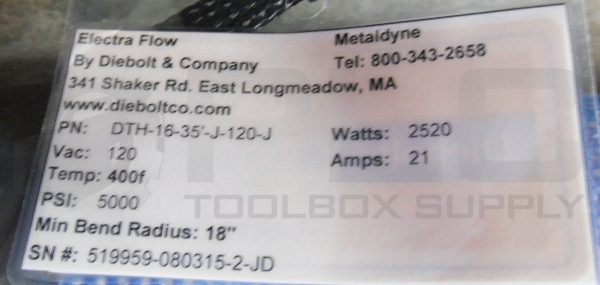 Electra Flow
Metaldyne
By Diebolt & Company
Tel: 800-343-2658
341 Shaker Rd. East Longmeadow, MA
www.dieboltco.com
PN: DTH-16-35'-J-120-J
Watts: 2520
Vac: 120
Amps: 21
Temp: 400f
PSI: 5000
TOOLBOX SUPPLY
Min Bend Radius: 18"
SN #: 519959-080315-2-JD